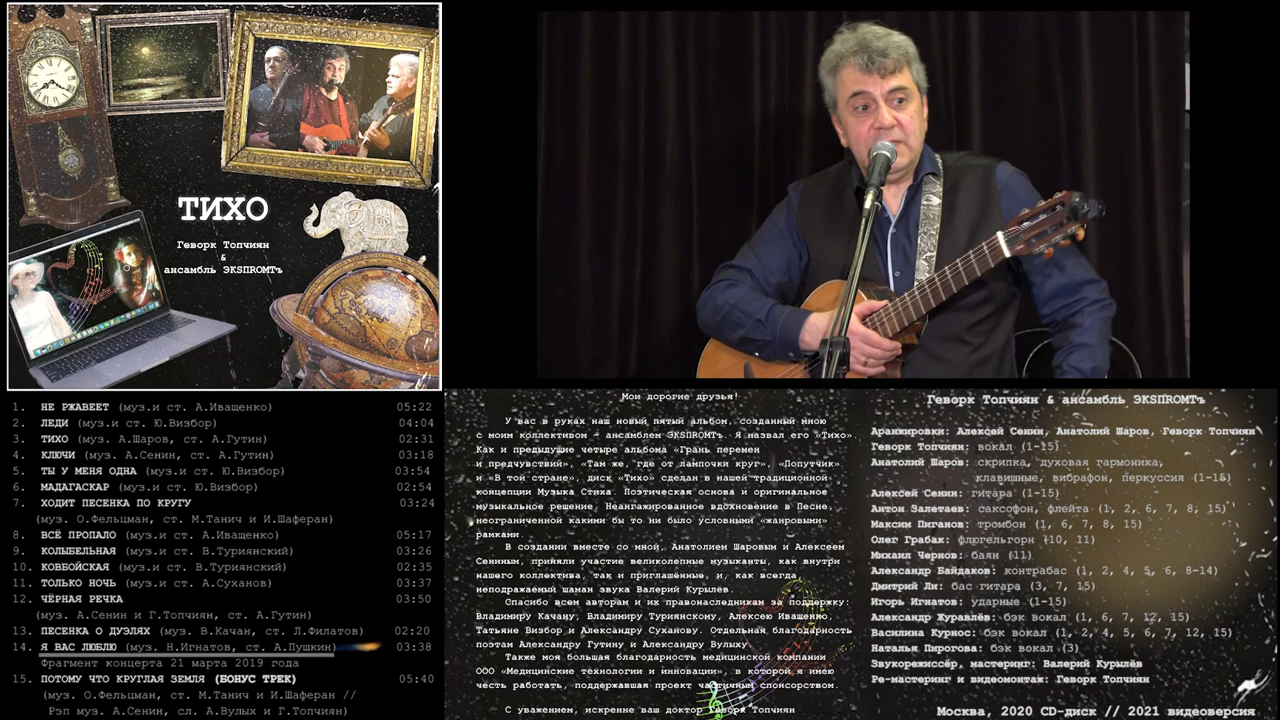 ТИХО
Геворк Топчиян
&
ансамбль ЭКSПRОМТъ
1. НЕ РЖАВЕЕТ (муз.и ст. А.Иващенко) 05:22
2. ЛЕДИ (муз.и ст. Ю.Визбор) 04:04
3. ТИХО (муз. А.Шаров, ст. А.Гутин) 02:31
4. КЛЮЧИ (муз. А.Сенин, ст. А.Гутин) 03:18
5. ТЫ У МЕНЯ ОДНА (муз.и ст. Ю.Визбор) 03:54
6. МАДАГАСКАР (муз.и ст. Ю.Визбор) 02:54
7. ХОДИТ ПЕСЕНКА ПО КРУГУ 03:24
(муз. О.Фельцман, ст. М.Танич и И.Шаферан)
8. ВСЁ ПРОПАЛО (муз.и ст. А.Иващенко) 05:17
9. КОЛЫБЕЛЬНАЯ (муз.и ст. В.Туриянский) 03:26
10. КОВБОЙСКАЯ (муз.и ст. В.Туриянский) 02:35
11. ТОЛЬКО НОЧЬ (муз.и ст. А.Суханов) 03:37
12. ЧЁРНАЯ РЕЧКА 03:50
(муз. А.Сенин и Г.Топчиян, ст. А.Гутин)
13. ПЕСЕНКА О ДУЭЛЯХ (муз. В.Качан, ст. Л.Филатов) 02:20
14. Я ВАС ЛЮБЛЮ (муз. Н.Игнатов, ст. А.Пушкин) 03:38
Фрагмент концерта 21 марта 2019 года
15. ПОТОМУ ЧТО КРУГЛАЯ ЗЕМЛЯ (БОНУС ТРЕК) 05:40
(муз. О.Фельцман, ст. М.Танич и И.Шаферан //
Рэп муз. А.Сенин, сл. А.Вулых и Г.Топчиян)
Мои дорогие друзья!
У вас в руках наш новый пятый альбом, созданный мною
с моим коллективом – ансамблем ЭКSПRОМТъ. Я назвал его «Тихо».
Как и предыдущие четыре альбома «Грань перемен
и предчувствий», «Там же, где от лампочки круг», «Попутчик»
и «В той стране», диск «Тихо» сделан в нашей традиционной
концепции Музыка Стиха. Поэтическая основа и оригинальное
музыкальное решение. Неангажированное вдохновение в Песне,
неограниченной какими бы то ни было условными «жанровыми»
рамками.
В создании вместе со мной, Анатолием Шаровым и Алексеем
Сениным, приняли участие великолепные музыканты, как внутри
нашего коллектива, так и приглашённые, и, как всегда,
неподражаемый шаман звука Валерий Курылёв.
Спасибо всем авторам и их правонаследникам за поддержку:
Владимиру Качану, Владимиру Туриянскому, Алексею Иващенко,
Татьяне Визбор и Александру Суханову. Отдельная благодарность
поэтам Александру Гутину и Александру Вулыху
Также моя большая благодарность медицинской компании
ООО «Медицинские технологии и инновации», в которой я имею
честь работать, поддержавшая проект частичным спонсорством.
С уважением, искренне ваш доктор Геворк Топчиян
Геворк Топчиян & ансамбль ЭКSПRОМТъ
Аранжировки: Алексей Сенин, Анатолий Шаров, Геворк Топчиян
Геворк Топчиян: вокал (1-15)
Анатолий Шаров: скрипка, духовая гармоника,
клавишные, вибрафон, перкуссия (1-15)
Алексей Сенин: гитара (1-15)
Антон Залетаев: саксофон, флейта (1, 2, 6, 7, 8, 15)
Максим Пиганов: тромбон (1, 6, 7, 8, 15)
Олег Грабак: флюгельгорн (10, 11)
Михаил Чернов: баян (11)
Александр Байдаков: контрабас (1, 2, 4, 5, 6, 8-14)
Дмитрий Ли: бас гитара (3, 7, 15)
Игорь Игнатов: ударные (1-15)
Александр Журавлёв: бэк вокал (1, 6, 7, 12, 15)
Василина Курнос: бэк вокал (1, 2, 4, 5, 6, 7, 12, 15)
Наталья Пирогова: бэк вокал (3)
Звукорежиссёр, мастеринг: Валерий Курылёв
Ре-мастеринг и видеомонтаж: Геворк Топчиян
Москва, 2020 CD-диск // 2021 видеоверсия